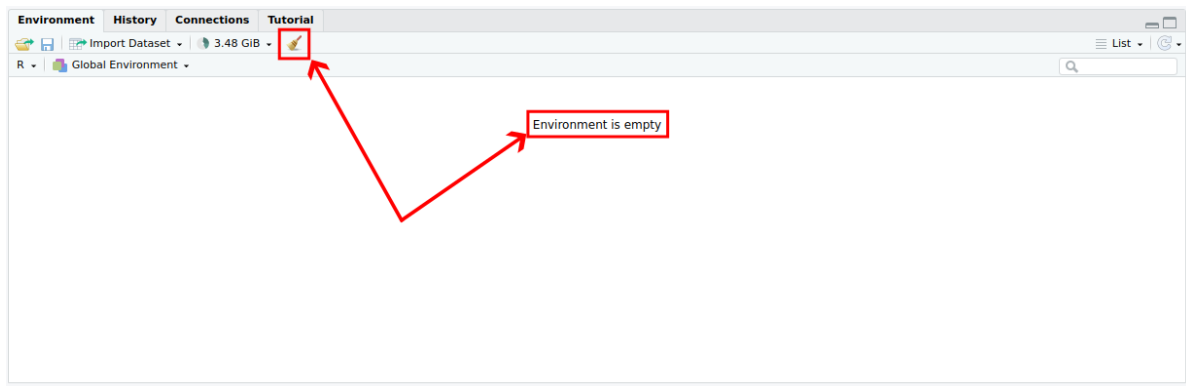 Environment History Connections Tutorial
Import Dataset 3.48 GiB List
R Global Environment
Environment is empty